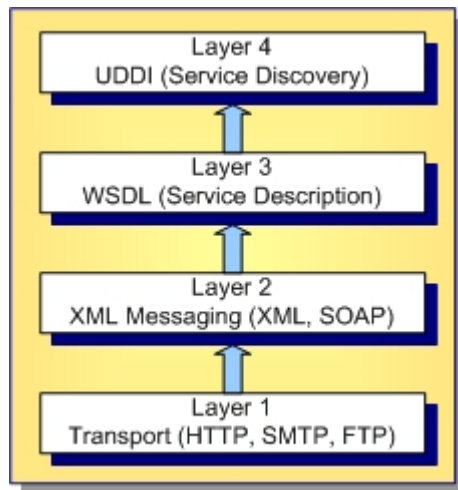 Layer 4
UDDI (Service Discovery)
Layer 3
WSDL (Service Description)
Layer 2
XML Messaging (XML, SOAP)
Layer 1
Transport (HTTP, SMTP, FTP)